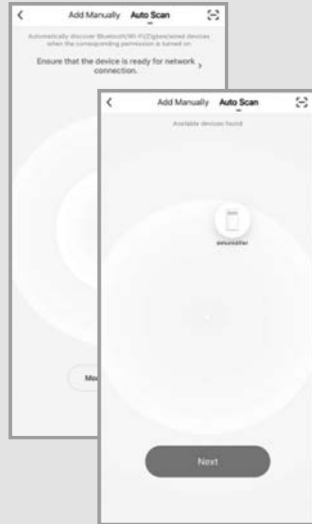 Add Manually Auto Scan
Automatically discover Bluetooth/Wi-Fi/Zigbee/wired devices
when the corresponding permission is turned on
Ensure that the device is ready for network
connection.
Add Manually Auto Scan
Available devices found
dehumidifier
Next